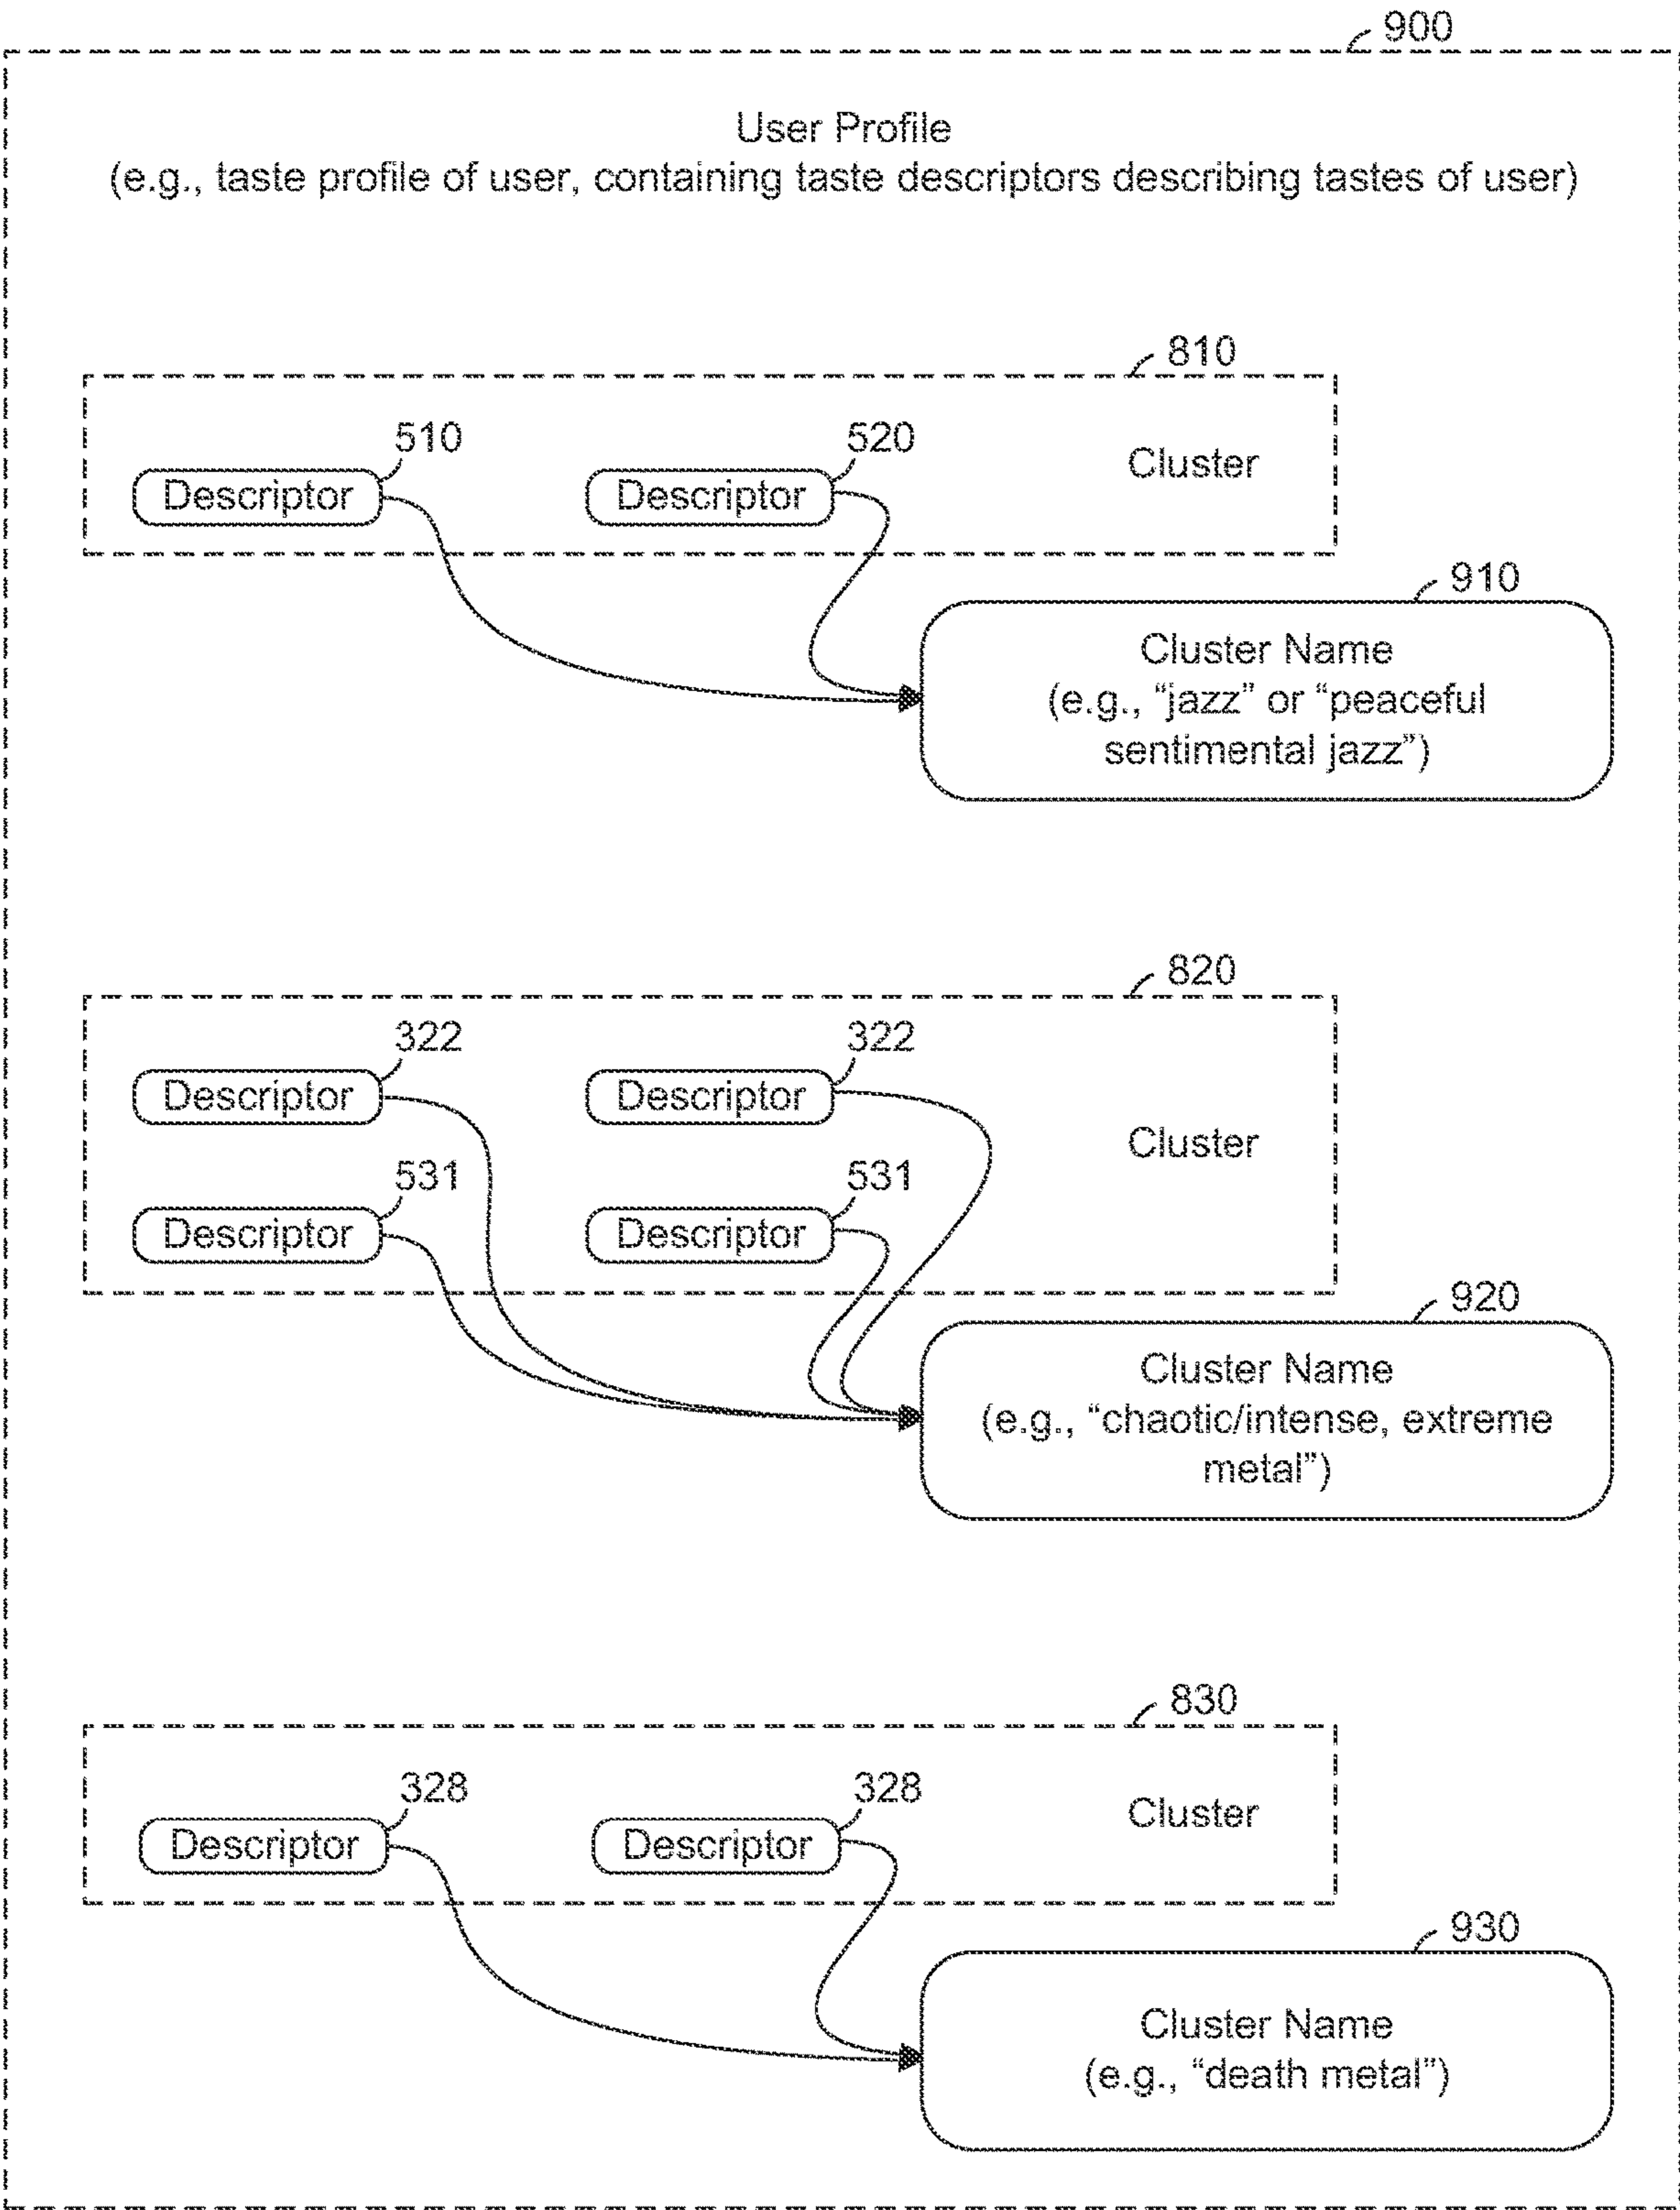 900
User Profile
(e.g., taste profile of user, containing taste descriptors describing tastes of user)
810
510 520
Cluster
Descriptor Descriptor
910
Cluster Name
(e.g., “jazz” or “peaceful
sentimental jazz”)
820
322 322
Descriptor Descriptor
Cluster
531 531
Descriptor Descriptor
920
Cluster Name
(e.g., “chaotic/intense, extreme
metal”)
830
328 328
Cluster
Descriptor Descriptor
930
Cluster Name
(e.g., “death metal”)